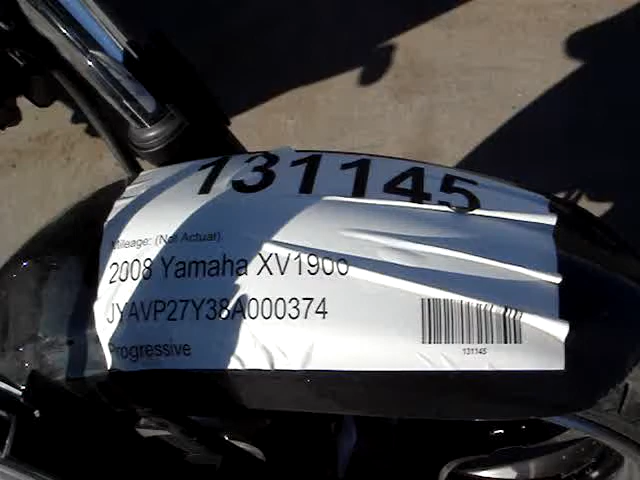 131145
Mileage: (Not Actual)
2008 Yamaha XV1900
JYAVP27Y38A000374
Progressive
131145